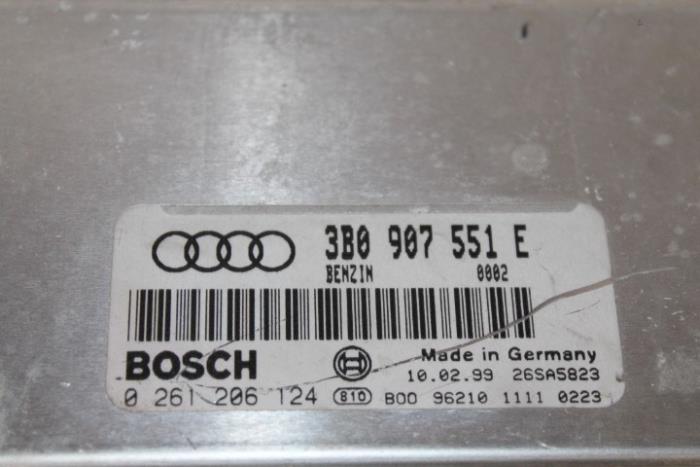 3B0 907 551 E
BENZIN 0002
BOSCH
Made in Germany
10.02.99 26SA5823
0 261 206 124 810 B00 96210 1111 0223